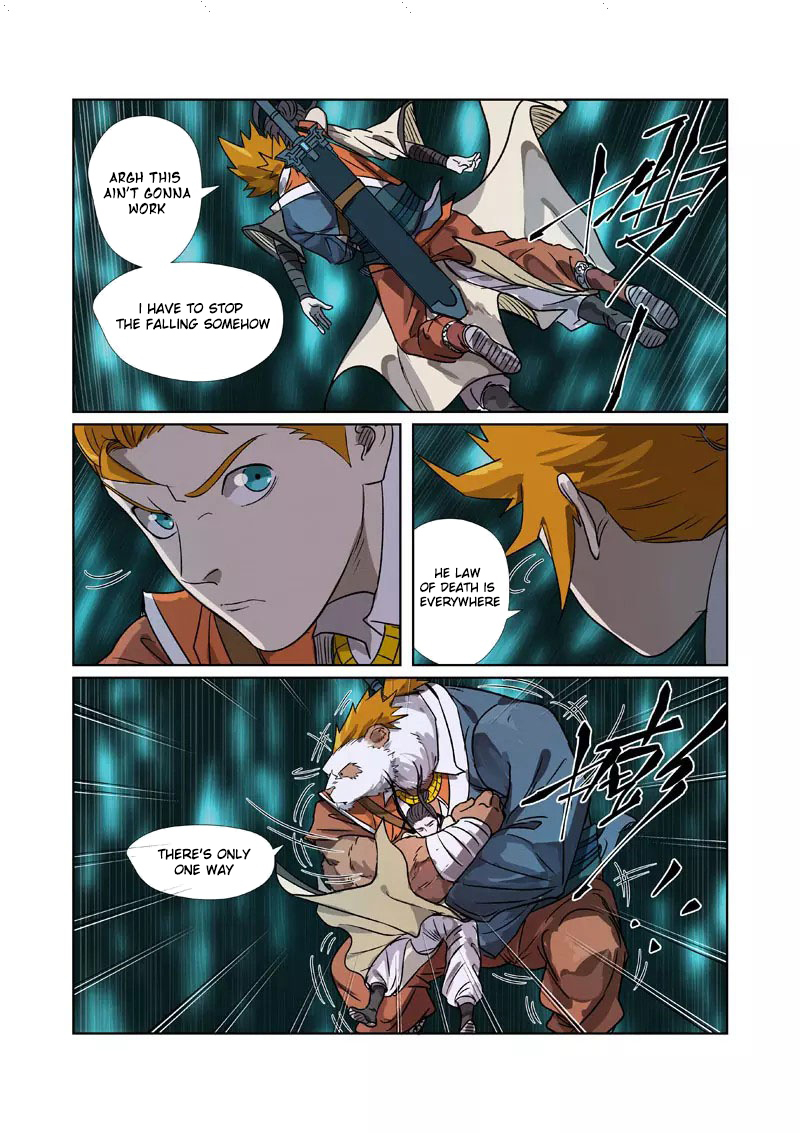 ARGH THIS
AIN'T GONNA
WORK
I HAVE TO STOP
THE FALLING SOMEHOW
HE LAW
OF DEATH IS
EVERYWHERE
THERE'S ONLY
ONE WAY